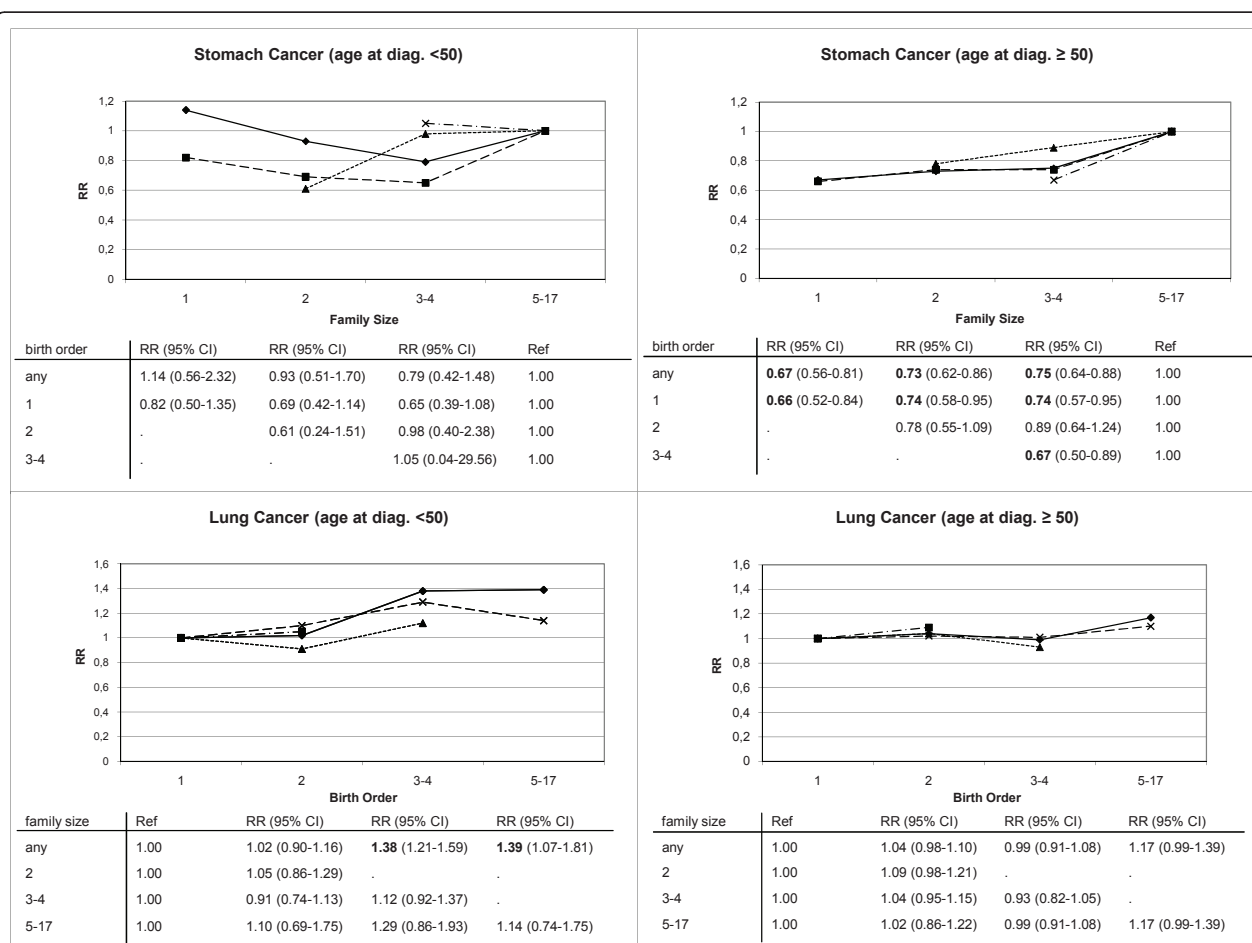 Stomach Cancer (age at diag. <50)
1,2
1
0,8
0,6
0,4
0,2
0
RR
1 2 3-4 5-17
Family Size
birth order RR (95% CI) RR (95% CI) RR (95% CI) Ref
any 1.14 (0.56-2.32) 0.93 (0.51-1.70) 0.79 (0.42-1.48) 1.00
1 0.82 (0.50-1.35) 0.69 (0.42-1.14) 0.65 (0.39-1.08) 1.00
2 . 0.61 (0.24-1.51) 0.98 (0.40-2.38) 1.00
3-4 . . 1.05 (0.04-29.56) 1.00
Stomach Cancer (age at diag. ≥ 50)
1,2
1
0,8
0,6
0,4
0,2
0
RR
1 2 3-4 5-17
Family Size
birth order RR (95% CI) RR (95% CI) RR (95% CI) Ref
any 0.67 (0.56-0.81) 0.73 (0.62-0.86) 0.75 (0.64-0.88) 1.00
1 0.66 (0.52-0.84) 0.74 (0.58-0.95) 0.74 (0.57-0.95) 1.00
2 . 0.78 (0.55-1.09) 0.89 (0.64-1.24) 1.00
3-4 . . 0.67 (0.50-0.89) 1.00
Lung Cancer (age at diag. <50)
1,6
1,4
1,2
1
0,8
0,6
0,4
0,2
0
RR
1 2 3-4 5-17
Birth Order
family size Ref RR (95% CI) RR (95% CI) RR (95% CI)
any 1.00 1.02 (0.90-1.16) 1.38 (1.21-1.59) 1.39 (1.07-1.81)
2 1.00 1.05 (0.86-1.29) . .
3-4 1.00 0.91 (0.74-1.13) 1.12 (0.92-1.37) .
5-17 1.00 1.10 (0.69-1.75) 1.29 (0.86-1.93) 1.14 (0.74-1.75)
Lung Cancer (age at diag. ≥ 50)
1,6
1,4
1,2
1
0,8
0,6
0,4
0,2
0
RR
1 2 3-4 5-17
Birth Order
family size Ref RR (95% CI) RR (95% CI) RR (95% CI)
any 1.00 1.04 (0.98-1.10) 0.99 (0.91-1.08) 1.17 (0.99-1.39)
2 1.00 1.09 (0.98-1.21) . .
3-4 1.00 1.04 (0.95-1.15) 0.93 (0.82-1.05) .
5-17 1.00 1.02 (0.86-1.22) 0.99 (0.91-1.08) 1.17 (0.99-1.39)